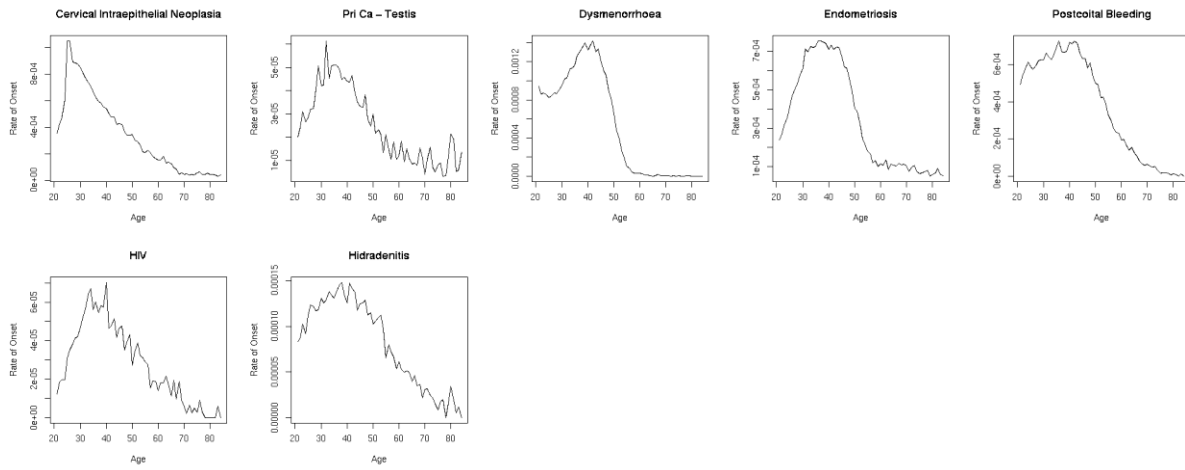 Cervical Intraepithelial Neoplasia
Rate of Onset
0e+00 4e-04 8e-04
20 30 40 50 60 70 80
Age
Pri Ca – Testis
Rate of Onset
1e-05 3e-05 5e-05
20 30 40 50 60 70 80
Age
Dysmenorrhoea
Rate of Onset
0.0000 0.0004 0.0008 0.0012
20 30 40 50 60 70 80
Age
Endometriosis
Rate of Onset
1e-04 3e-04 5e-04 7e-04
20 30 40 50 60 70 80
Age
Postcoital Bleeding
Rate of Onset
0e+00 2e-04 4e-04 6e-04
20 30 40 50 60 70 80
Age
HIV
Rate of Onset
0e+00 2e-05 4e-05 6e-05
20 30 40 50 60 70 80
Age
Hidradenitis
Rate of Onset
0.00000 0.00005 0.00010 0.00015
20 30 40 50 60 70 80
Age